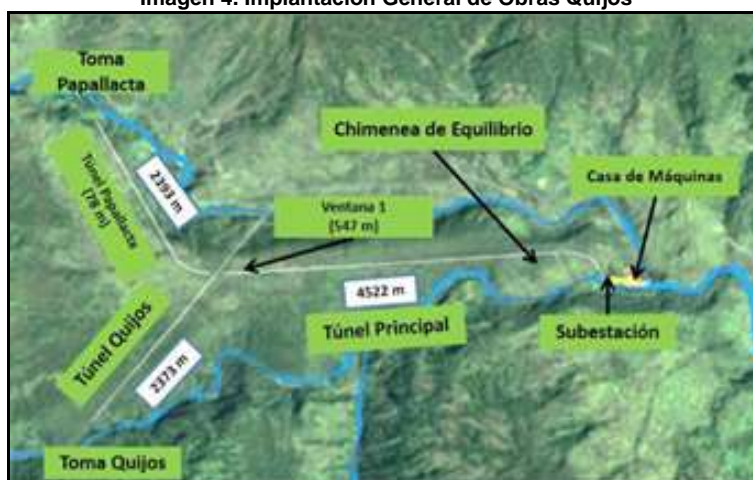 Imagen 4. Implantación General de Obras Quijos
Toma
Papallacta
Chimenea de Equilibrio
Casa de Máquinas
Túnel Papallacta
(78 m)
2393 m
Ventana 1
(547 m)
4522 m
Túnel Principal
Subestación
Túnel Quijos
2373 m
Toma Quijos